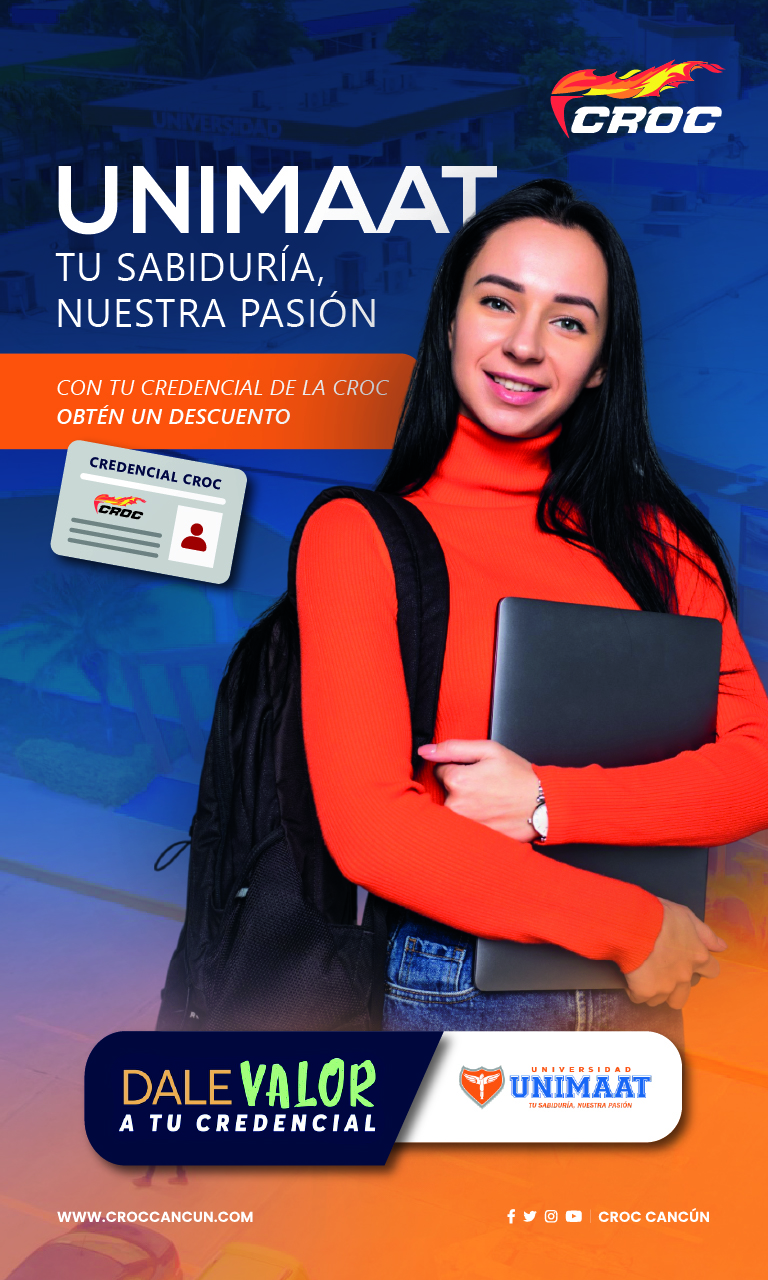 UNIVERSIDAD
CROC
UNIMAAT
TU SABIDURÍA,
NUESTRA PASIÓN
CON TU CREDENCIAL DE LA CROC
OBTÉN UN DESCUENTO
CREDENCIAL CROC
CROC
DALE VALOR
A TU CREDENCIAL
UNIVERSIDAD
UNIMAAT
TU SABIDURÍA, NUESTRA PASIÓN
WWW.CROCCANCUN.COM
CROC CANCÚN